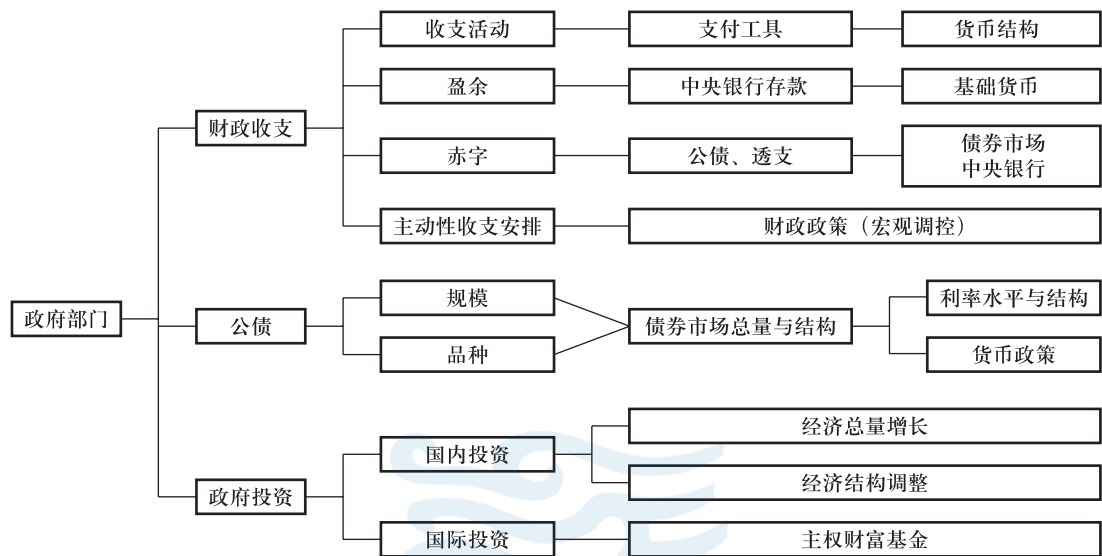 政府部门
财政收支
收支活动
支付工具
货币结构
盈余
中央银行存款
基础货币
赤字
公债、透支
债券市场
中央银行
主动性收支安排
财政政策（宏观调控）
公债
规模
品种
债券市场总量与结构
利率水平与结构
货币政策
政府投资
国内投资
经济总量增长
经济结构调整
国际投资
主权财富基金